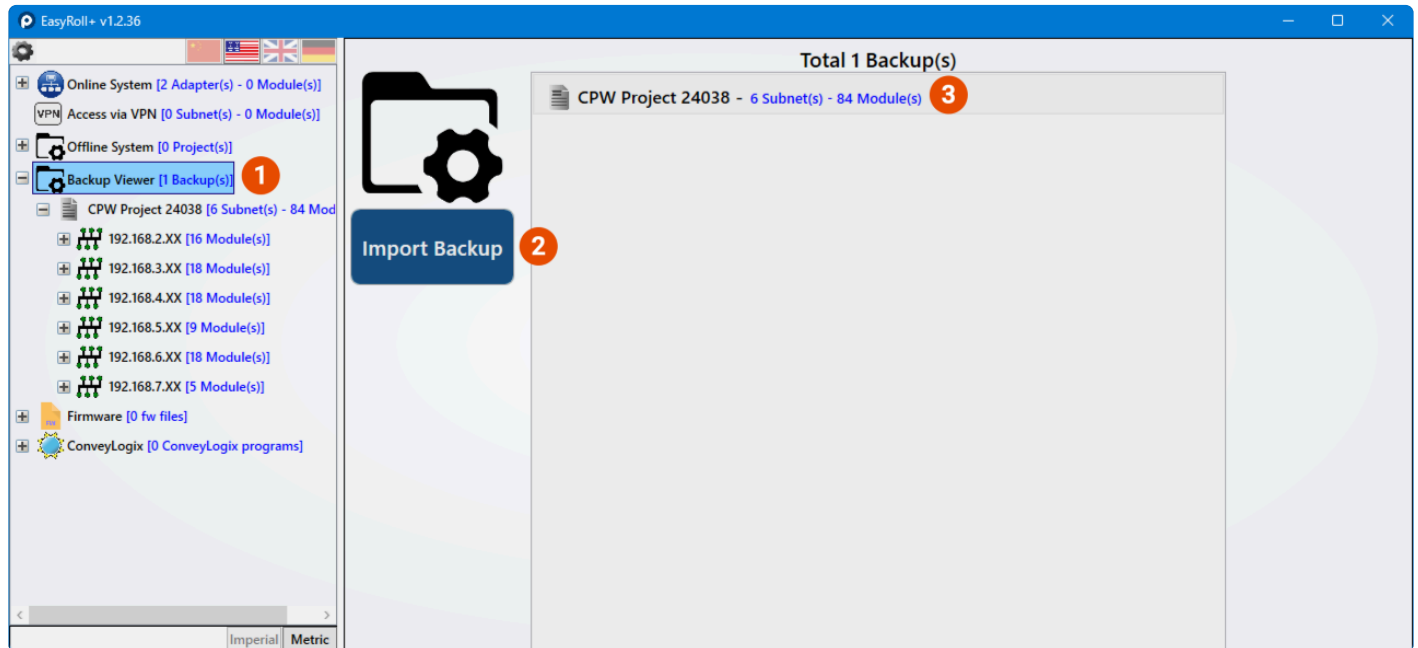 EasyRoll+ v1.2.36
Online System [2 Adapter(s) - 0 Module(s)]
VPN Access via VPN [0 Subnet(s) - 0 Module(s)]
Offline System [0 Project(s)]
Backup Viewer [1 Backup(s)] 1
CPW Project 24038 [6 Subnet(s) - 84 Mod
192.168.2.XX [16 Module(s)]
192.168.3.XX [18 Module(s)]
192.168.4.XX [18 Module(s)]
192.168.5.XX [9 Module(s)]
192.168.6.XX [18 Module(s)]
192.168.7.XX [5 Module(s)]
Firmware [0 fw files]
ConveyLogix [0 ConveyLogix programs]
Imperial Metric
Import Backup 2
Total 1 Backup(s)
CPW Project 24038 - 6 Subnet(s) - 84 Module(s) 3